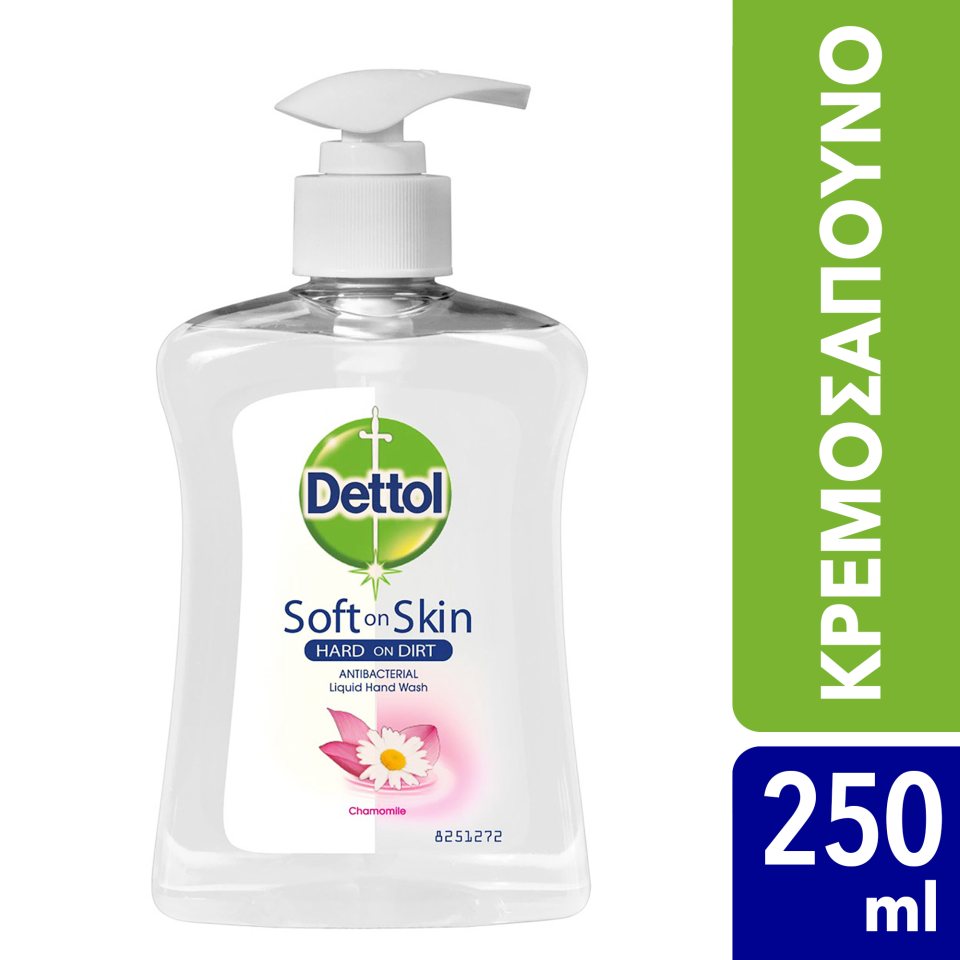 Dettol
Soft on Skin
HARD ON DIRT
ANTIBACTERIAL
Liquid Hand Wash
Chamomile
8251272
ΚΡΕΜΟΣΑΠΟΥΝΟ
250
ml